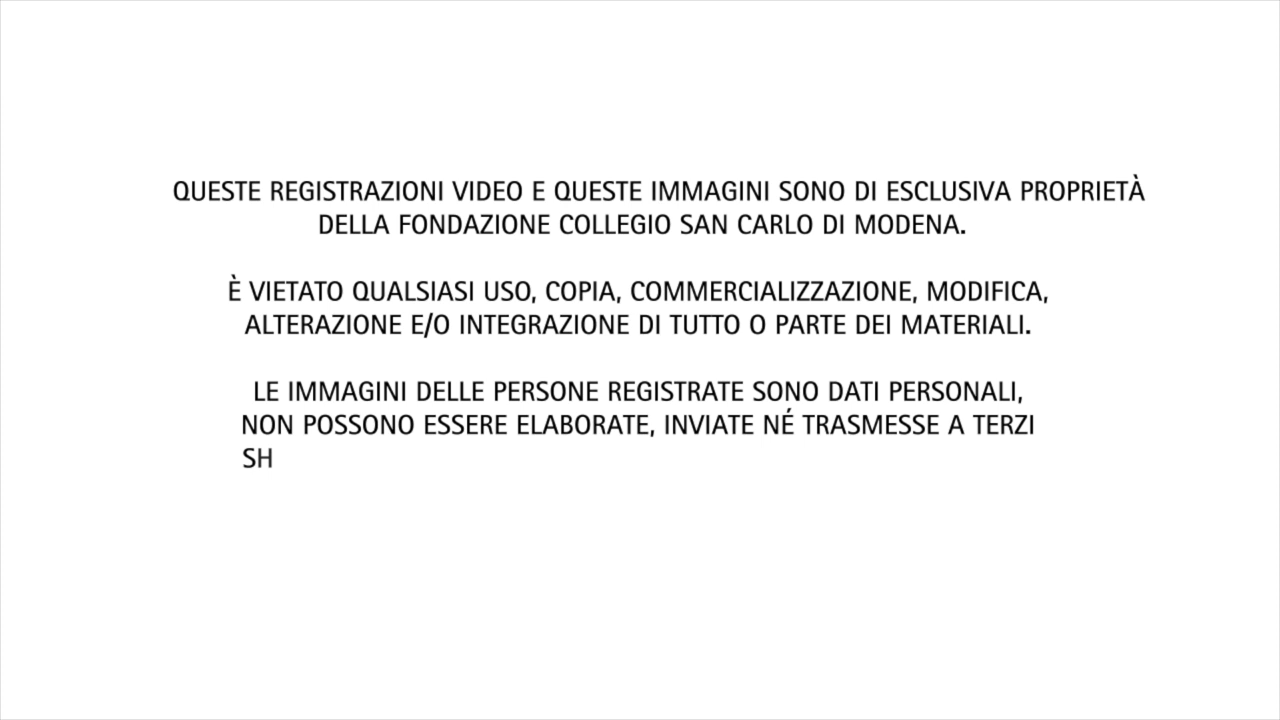 QUESTE REGISTRAZIONI VIDEO E QUESTE IMMAGINI SONO DI ESCLUSIVA PROPRIETÀ
DELLA FONDAZIONE COLLEGIO SAN CARLO DI MODENA.
È VIETATO QUALSIASI USO, COPIA, COMMERCIALIZZAZIONE, MODIFICA,
ALTERAZIONE E/O INTEGRAZIONE DI TUTTO O PARTE DEI MATERIALI.
LE IMMAGINI DELLE PERSONE REGISTRATE SONO DATI PERSONALI,
NON POSSONO ESSERE ELABORATE, INVIATE NÉ TRASMESSE A TERZI
SH